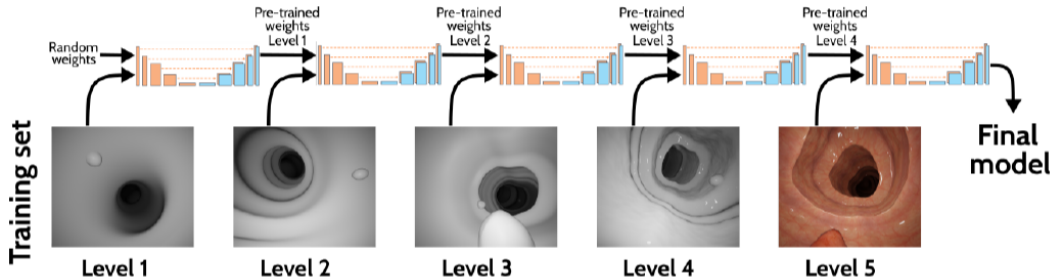 Pre-trained
weights
Level 1
Pre-trained
weights
Level 2
Pre-trained
weights
Level 3
Pre-trained
weights
Level 4
Random
weights
Training set
Final
model
Level 1
Level 2
Level 3
Level 4
Level 5